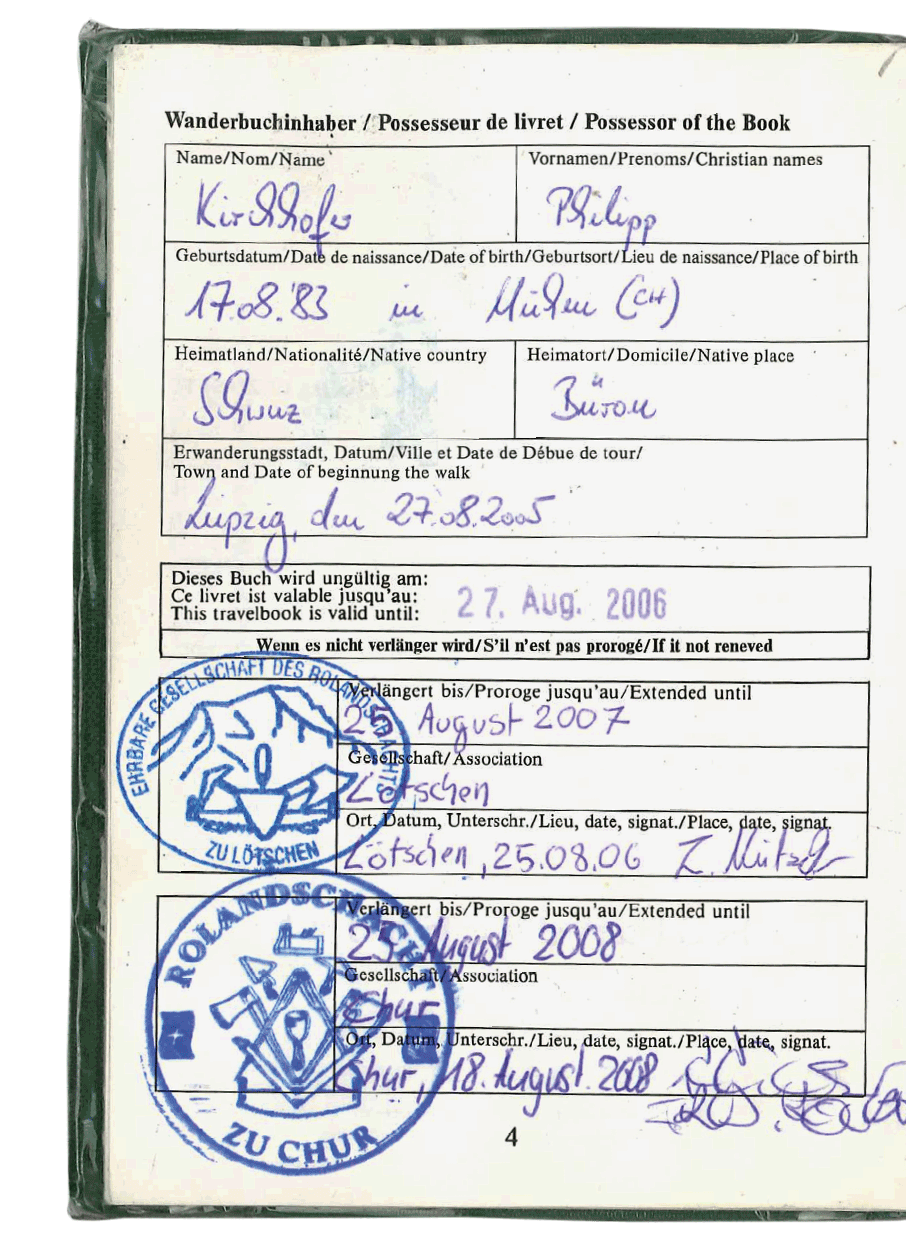 Wanderbuchinhaber / Possesseur de livret / Possessor of the Book
Name/Nom/Name
Vornamen/Prenoms/Christian names
Kirchhofer
Philipp
Geburtsdatum/Date de naissance/Date of birth/Geburtsort/Lieu de naissance/Place of birth
17.08.'83 in (CH)
Heimatland/Nationalité/Native country
Heimatort/Domicile/Native place
Schweiz
Büron
Erwanderungsstadt, Datum/Ville et Date de Débue de tour/
Town and Date of beginnung the walk
Leipzig, den 27.08.2005
Dieses Buch wird ungültig am:
Ce livret est valable jusqu'au:
This travelbook is valid until:
27. Aug. 2006
Wenn es nicht verlänger wird/S'il n'est pas prorogé/If it not reneved
EHRBARE GESELLSCHAFT DES ROLANDSCHACHTES
ZU LÖTSCHEN
Verlängert bis/Proroge jusqu'au/Extended until
25 August 2007
Gesellschaft/Association
Lötschen
Ort, Datum, Unterschr./Lieu, date, signat./Place, date, signat.
Lötschen, 25.08.06
ROLANDSCHACHT
ZU CHUR
Verlängert bis/Proroge jusqu'au/Extended until
25 August 2008
Gesellschaft/Association
Chur
Ort, Datum, Unterschr./Lieu, date, signat./Place, date, signat.
Chur, 18. August. 2008
4